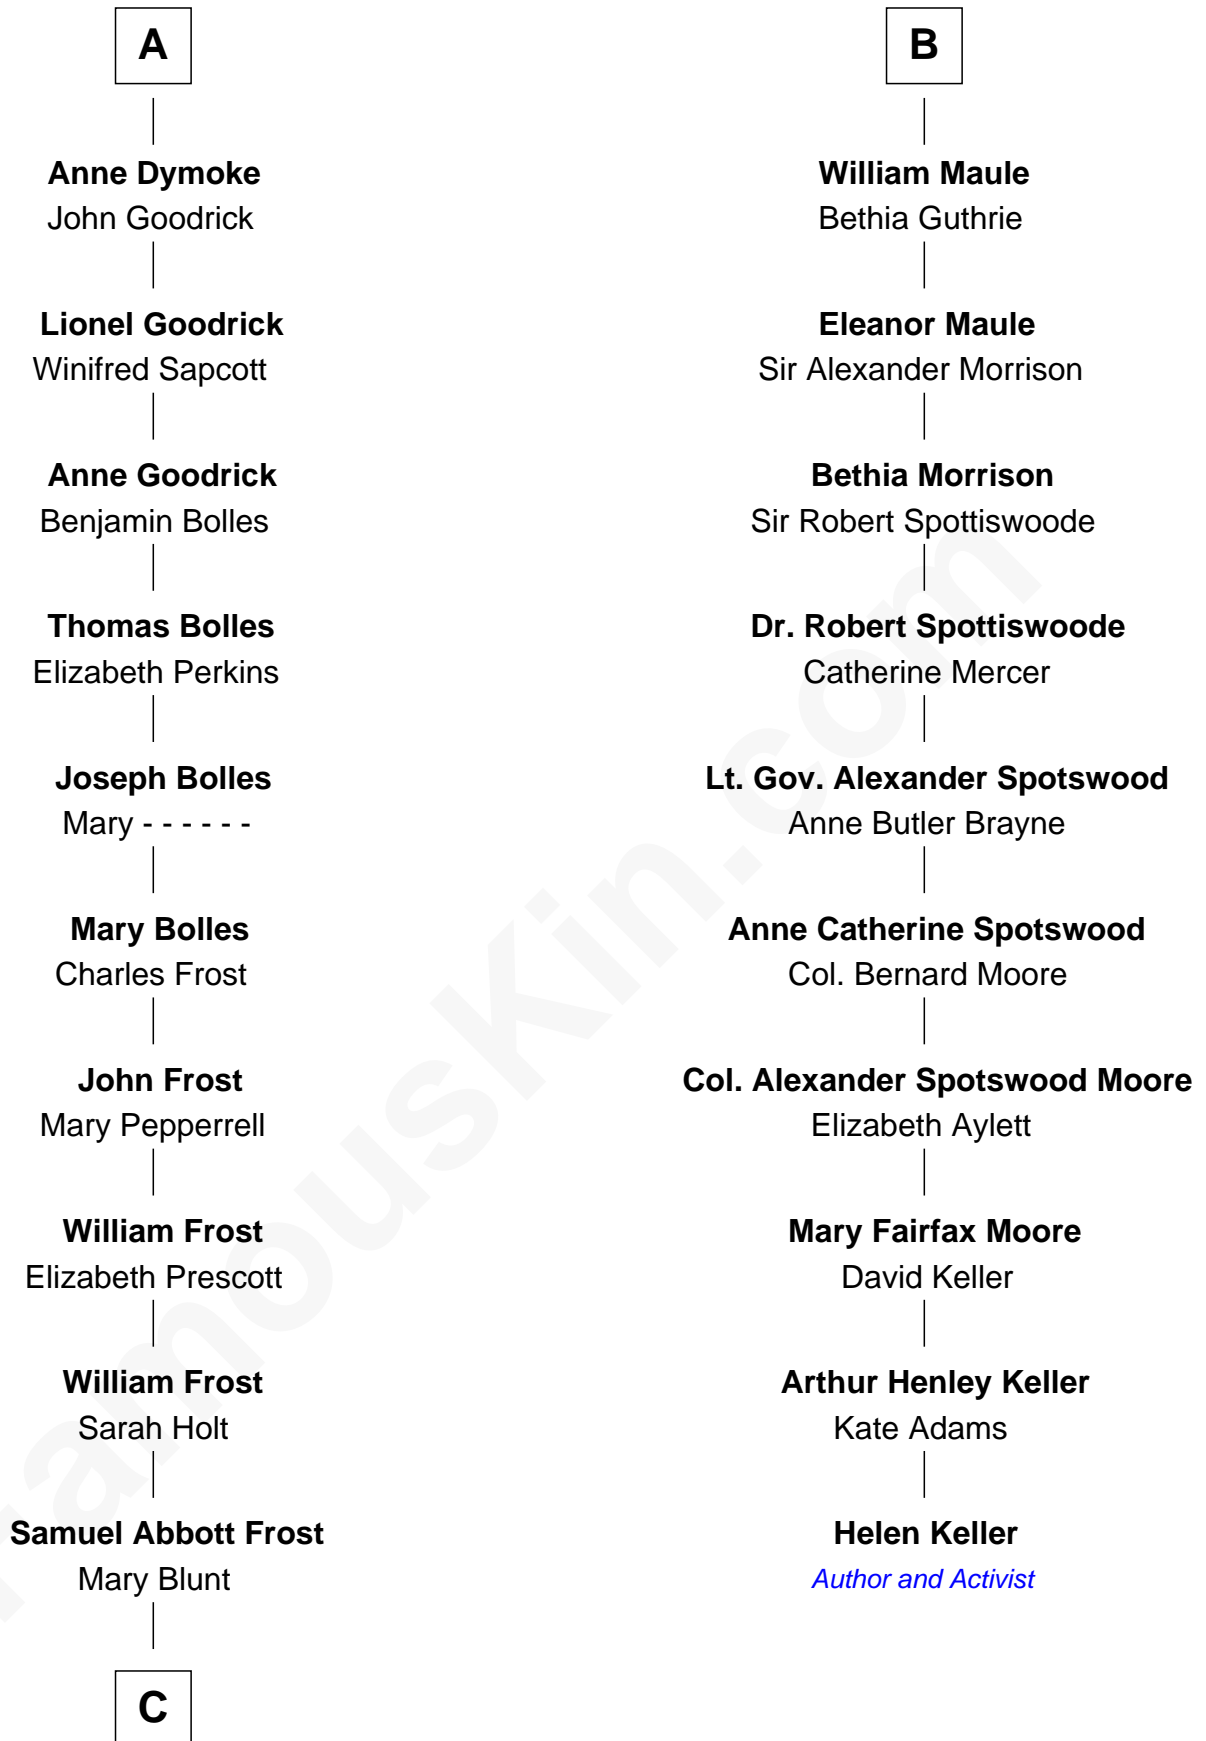 A
Anne Dymoke
John Goodrick
Lionel Goodrick
Winifred Sapcott
Anne Goodrick
Benjamin Bolles
Thomas Bolles
Elizabeth Perkins
Joseph Bolles
Mary - - - - - -
Mary Bolles
Charles Frost
John Frost
Mary Pepperrell
William Frost
Elizabeth Prescott
William Frost
Sarah Holt
Samuel Abbott Frost
Mary Blunt
C
B
William Maule
Bethia Guthrie
Eleanor Maule
Sir Alexander Morrison
Bethia Morrison
Sir Robert Spottiswoode
Dr. Robert Spottiswoode
Catherine Mercer
Lt. Gov. Alexander Spotswood
Anne Butler Brayne
Anne Catherine Spotswood
Col. Bernard Moore
Col. Alexander Spotswood Moore
Elizabeth Aylett
Mary Fairfax Moore
David Keller
Arthur Henley Keller
Kate Adams
Helen Keller
Author and Activist
FamousKin.com